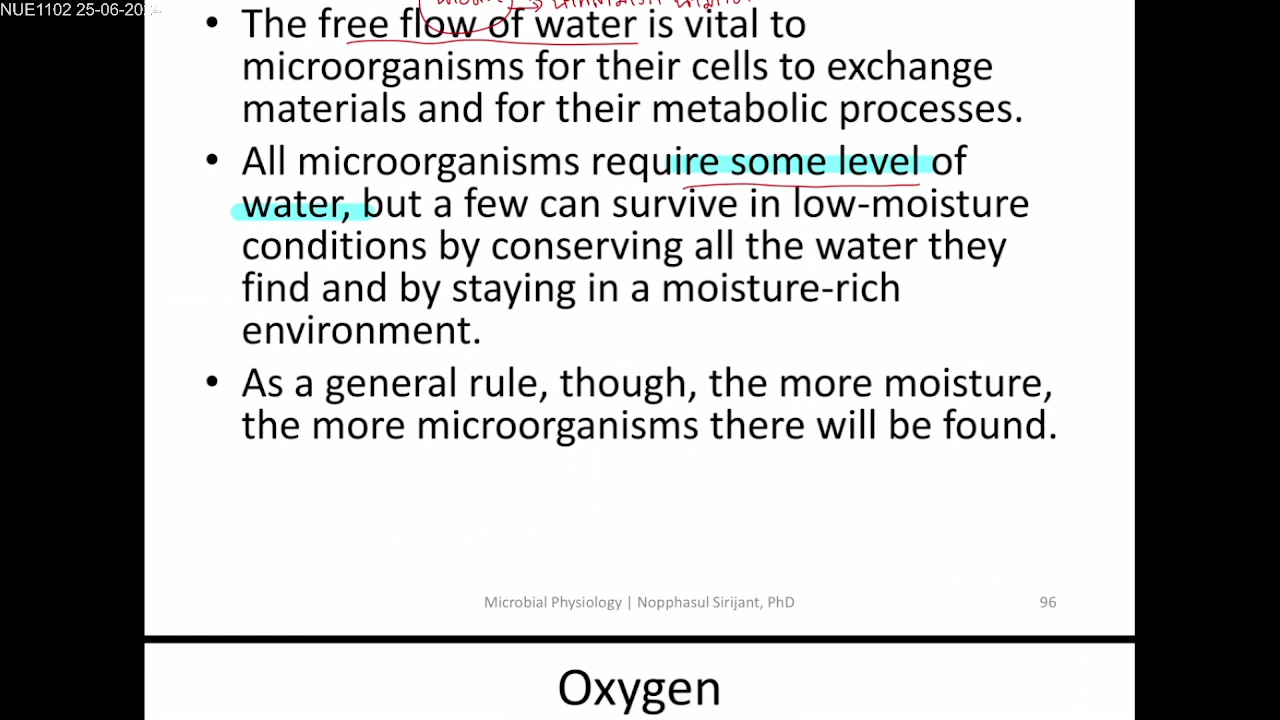 NUE1102 25-06-20
• The free flow of water is vital to
microorganisms for their cells to exchange
materials and for their metabolic processes.
• All microorganisms require some level of
water, but a few can survive in low-moisture
conditions by conserving all the water they
find and by staying in a moisture-rich
environment.
• As a general rule, though, the more moisture,
the more microorganisms there will be found.
Microbial Physiology | Nopphasul Sirijant, PhD
96
Oxygen